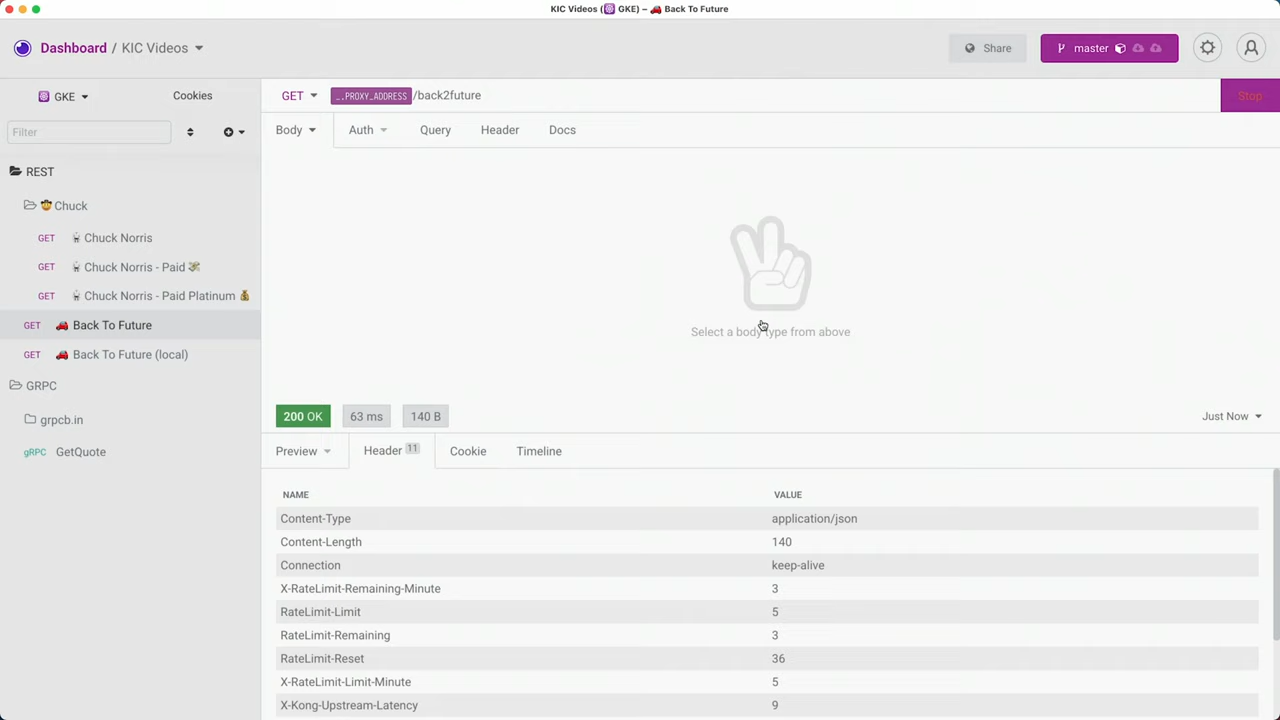 KIC Videos (GKE) – Back To Future
Dashboard / KIC Videos
Share
master
GKE
Cookies
GET
_.PROXY_ADDRESS /back2future
Stop
Filter
Body
Auth
Query
Header
Docs
REST
Chuck
GET Chuck Norris
GET Chuck Norris - Paid
GET Chuck Norris - Paid Platinum
GET Back To Future
GET Back To Future (local)
GRPC
grpcb.in
gRPC GetQuote
Select a body type from above
200 OK
63 ms
140 B
Just Now
Preview
Header 11
Cookie
Timeline
NAME VALUE
Content-Type application/json
Content-Length 140
Connection keep-alive
X-RateLimit-Remaining-Minute 3
RateLimit-Limit 5
RateLimit-Remaining 3
RateLimit-Reset 36
X-RateLimit-Limit-Minute 5
X-Kong-Upstream-Latency 9